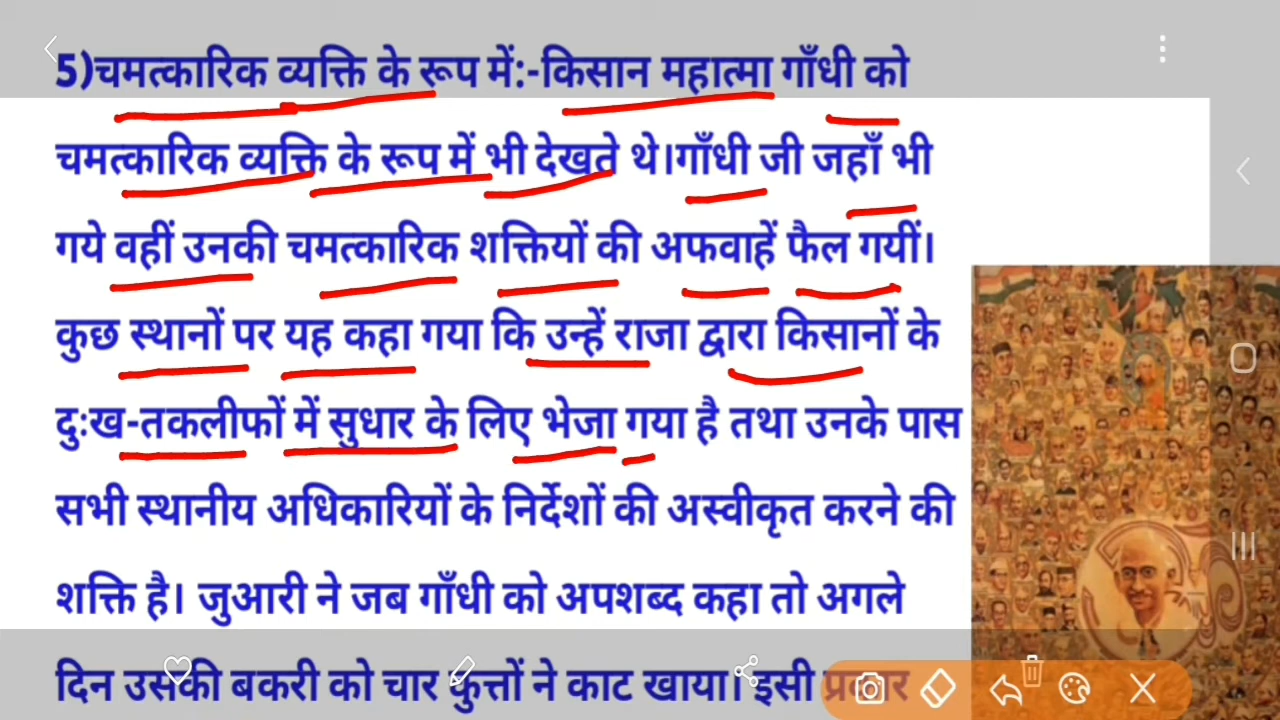 5)चमत्कारिक व्यक्ति के रूप में:-किसान महात्मा गाँधी को
चमत्कारिक व्यक्ति के रूप में भी देखते थे।गाँधी जी जहाँ भी
गये वहीं उनकी चमत्कारिक शक्तियों की अफवाहें फैल गयीं।
कुछ स्थानों पर यह कहा गया कि उन्हें राजा द्वारा किसानों के
दुःख-तकलीफों में सुधार के लिए भेजा गया है तथा उनके पास
सभी स्थानीय अधिकारियों के निर्देशों की अस्वीकृत करने की
शक्ति है। जुआरी ने जब गाँधी को अपशब्द कहा तो अगले
दिन उसकी बकरी को चार कुत्तों ने काट खाया। इसी प्रकार